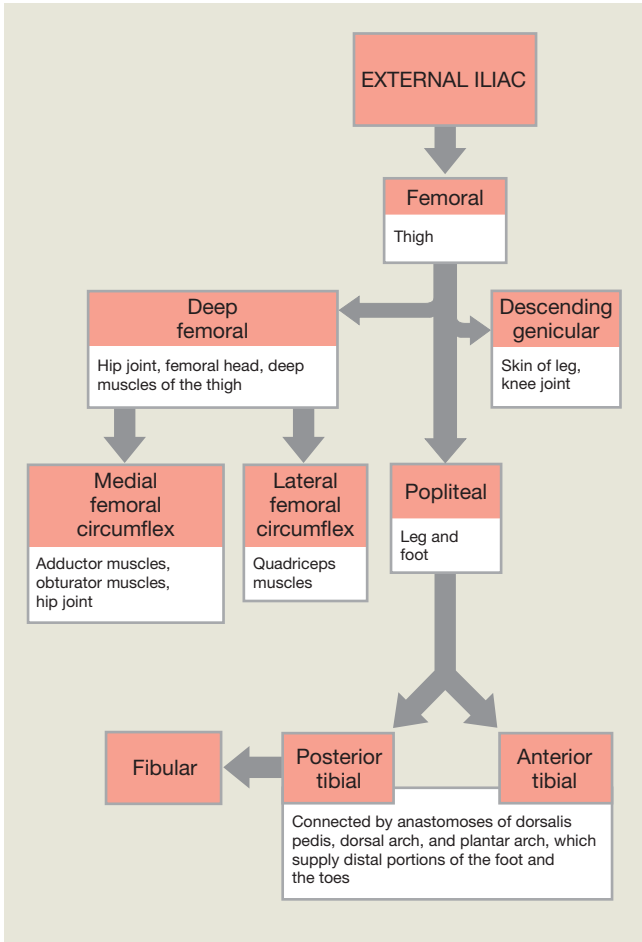 EXTERNAL ILIAC
Femoral
Thigh
Deep
femoral
Hip joint, femoral head, deep
muscles of the thigh
Descending
genicular
Skin of leg,
knee joint
Medial
femoral
circumflex
Adductor muscles,
obturator muscles,
hip joint
Lateral
femoral
circumflex
Quadriceps
muscles
Popliteal
Leg and
foot
Fibular
Posterior
tibial
Anterior
tibial
Connected by anastomoses of dorsalis
pedis, dorsal arch, and plantar arch, which
supply distal portions of the foot and
the toes